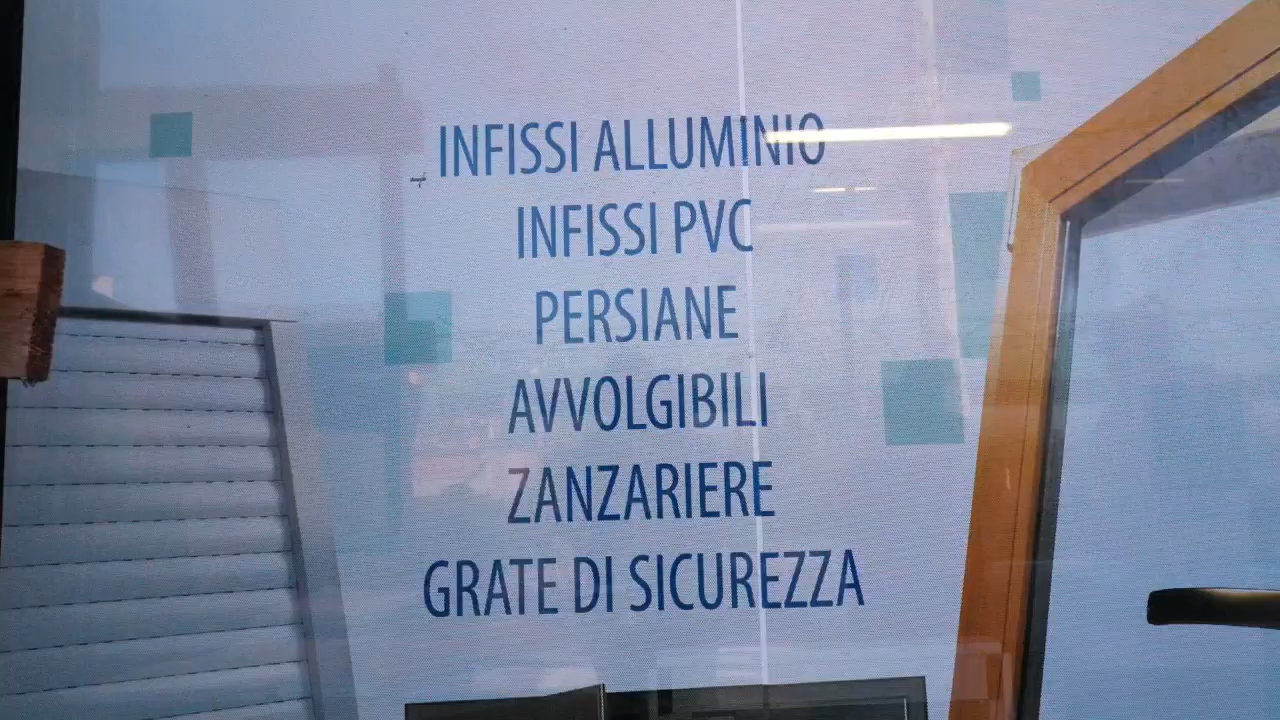 INFISSI ALLUMINIO
INFISSI PVC
PERSIANE
AVVOLGIBILI
ZANZARIERE
GRATE DI SICUREZZA